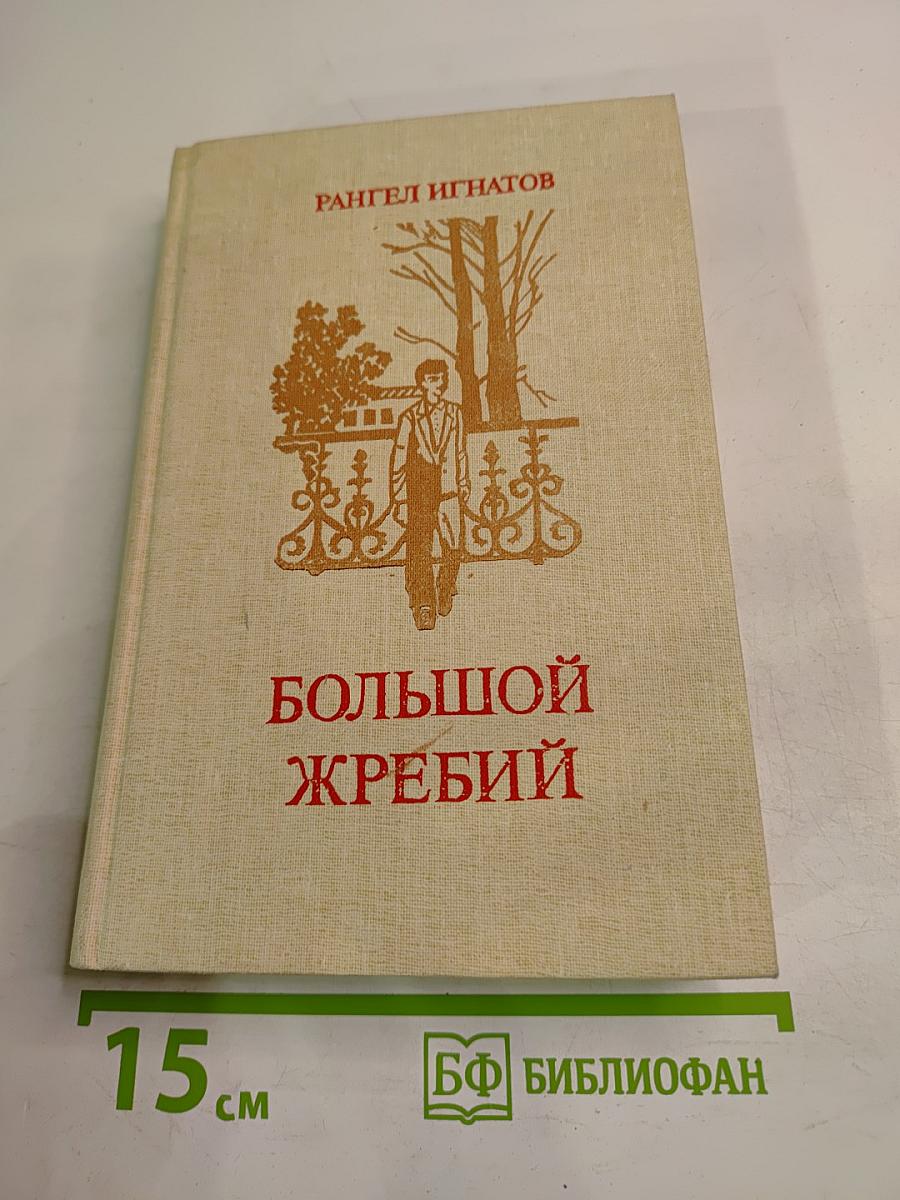 РАНГЕЛ ИГНАТОВ
БОЛЬШОЙ
ЖРЕБИЙ
15 см
БФ БИБЛИОФАН